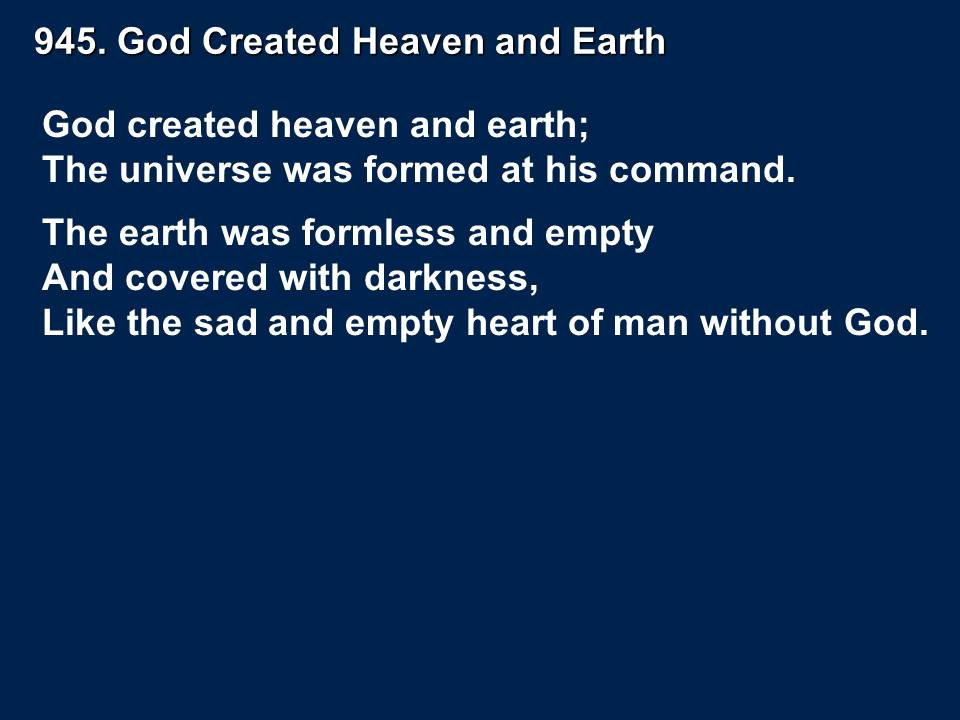 945. God Created Heaven and Earth
God created heaven and earth;
The universe was formed at his command.
The earth was formless and empty
And covered with darkness,
Like the sad and empty heart of man without God.